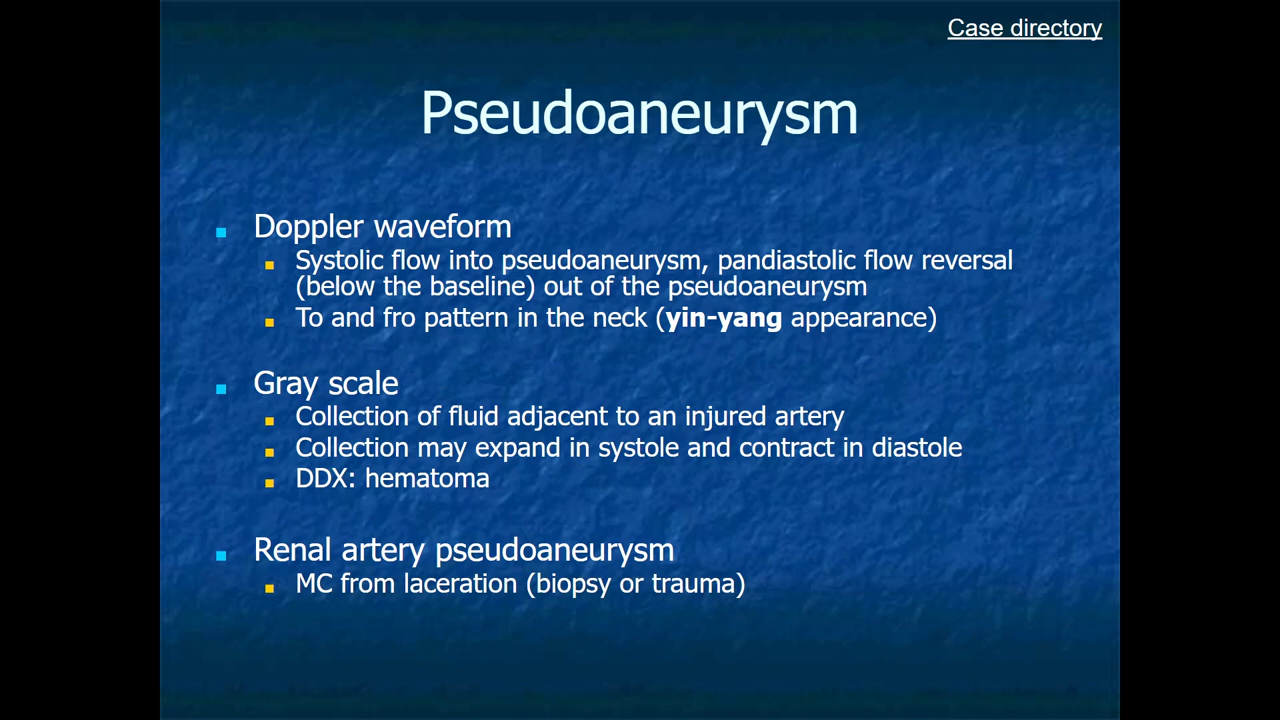 Case directory
Pseudoaneurysm
Doppler waveform
Systolic flow into pseudoaneurysm, pandiastolic flow reversal
(below the baseline) out of the pseudoaneurysm
To and fro pattern in the neck (yin-yang appearance)
Gray scale
Collection of fluid adjacent to an injured artery
Collection may expand in systole and contract in diastole
DDX: hematoma
Renal artery pseudoaneurysm
MC from laceration (biopsy or trauma)